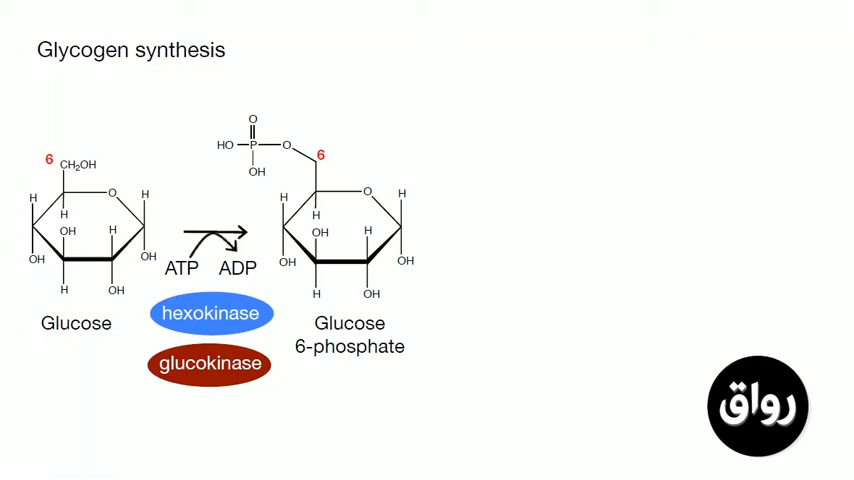 Glycogen synthesis
O
HO P O 6
OH
6 CH₂OH
H O H
H
OH H
OH OH
H OH
H O H
H
OH H
OH OH
H OH
ATP ADP
hexokinase
glucokinase
Glucose
Glucose
6-phosphate
رواق